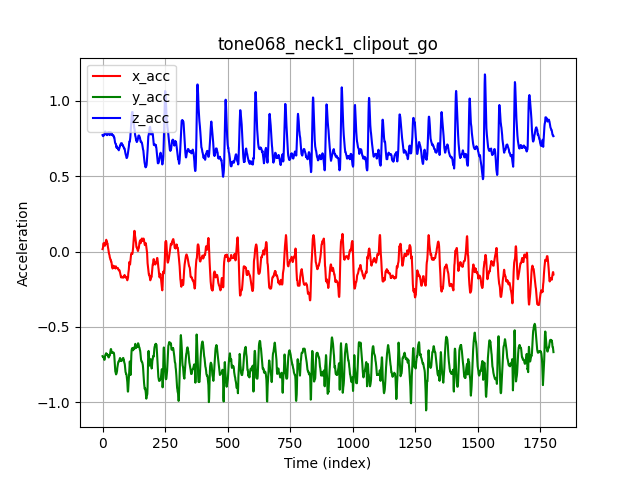 tone068_neck1_clipout_go
x_acc
y_acc
z_acc
Acceleration
1.0
0.5
0.0
−0.5
−1.0
0 250 500 750 1000 1250 1500 1750
Time (index)